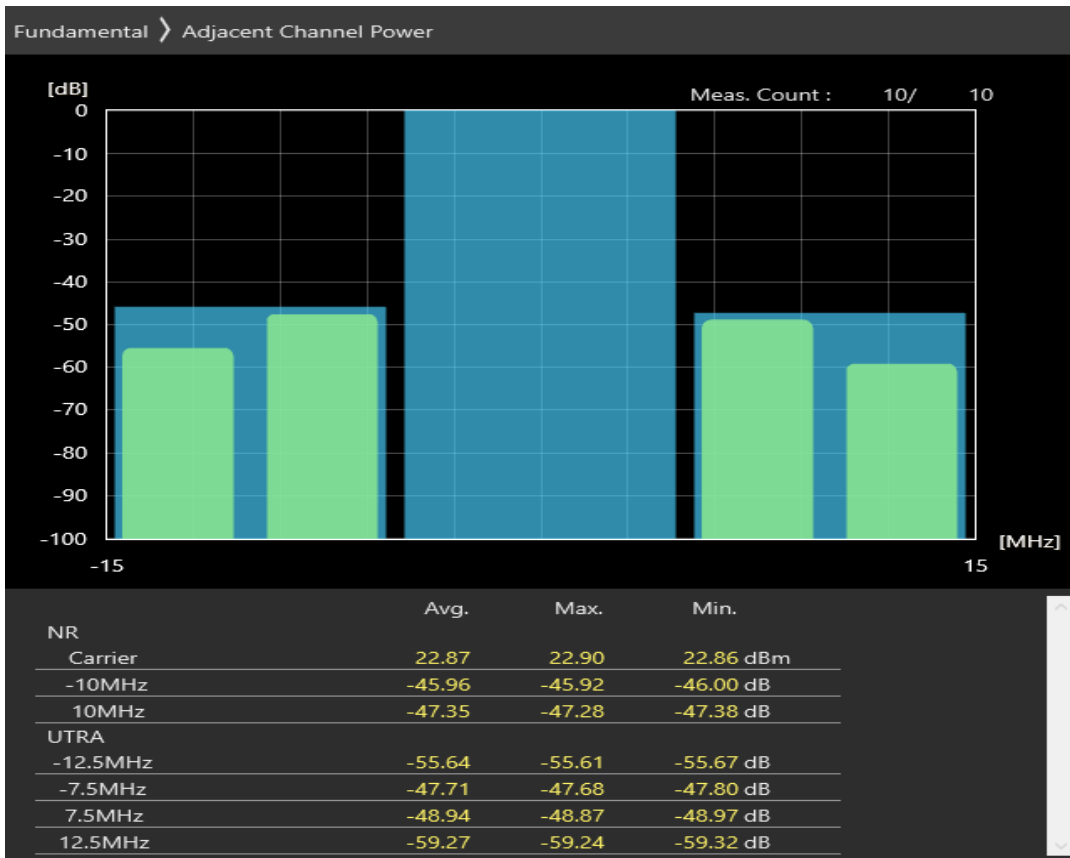 Fundamental ❯ Adjacent Channel Power
[dB]
Meas. Count : 10/ 10
0
-10
-20
-30
-40
-50
-60
-70
-80
-90
-100
[MHz]
-15 15
Avg. Max. Min.
NR
Carrier 22.87 22.90 22.86 dBm
-10MHz -45.96 -45.92 -46.00 dB
10MHz -47.35 -47.28 -47.38 dB
UTRA
-12.5MHz -55.64 -55.61 -55.67 dB
-7.5MHz -47.71 -47.68 -47.80 dB
7.5MHz -48.94 -48.87 -48.97 dB
12.5MHz -59.27 -59.24 -59.32 dB